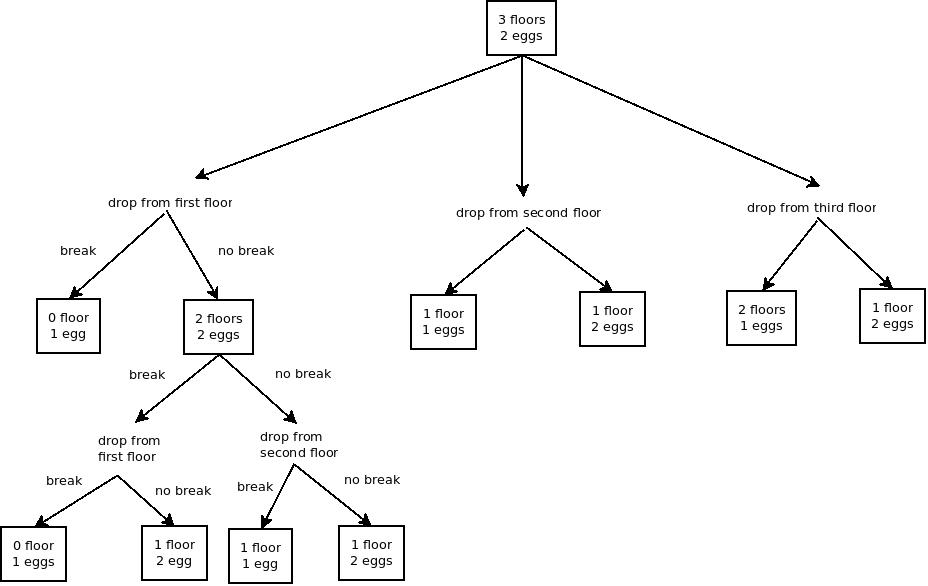 3 floors
2 eggs
drop from first floor
drop from second floor
drop from third floor
break
no break
0 floor
1 egg
2 floors
2 eggs
1 floor
1 eggs
1 floor
2 eggs
2 floors
1 eggs
1 floor
2 eggs
break
no break
drop from
first floor
drop from
second floor
break
no break
break
no break
0 floor
1 eggs
1 floor
2 egg
1 floor
1 egg
1 floor
2 eggs